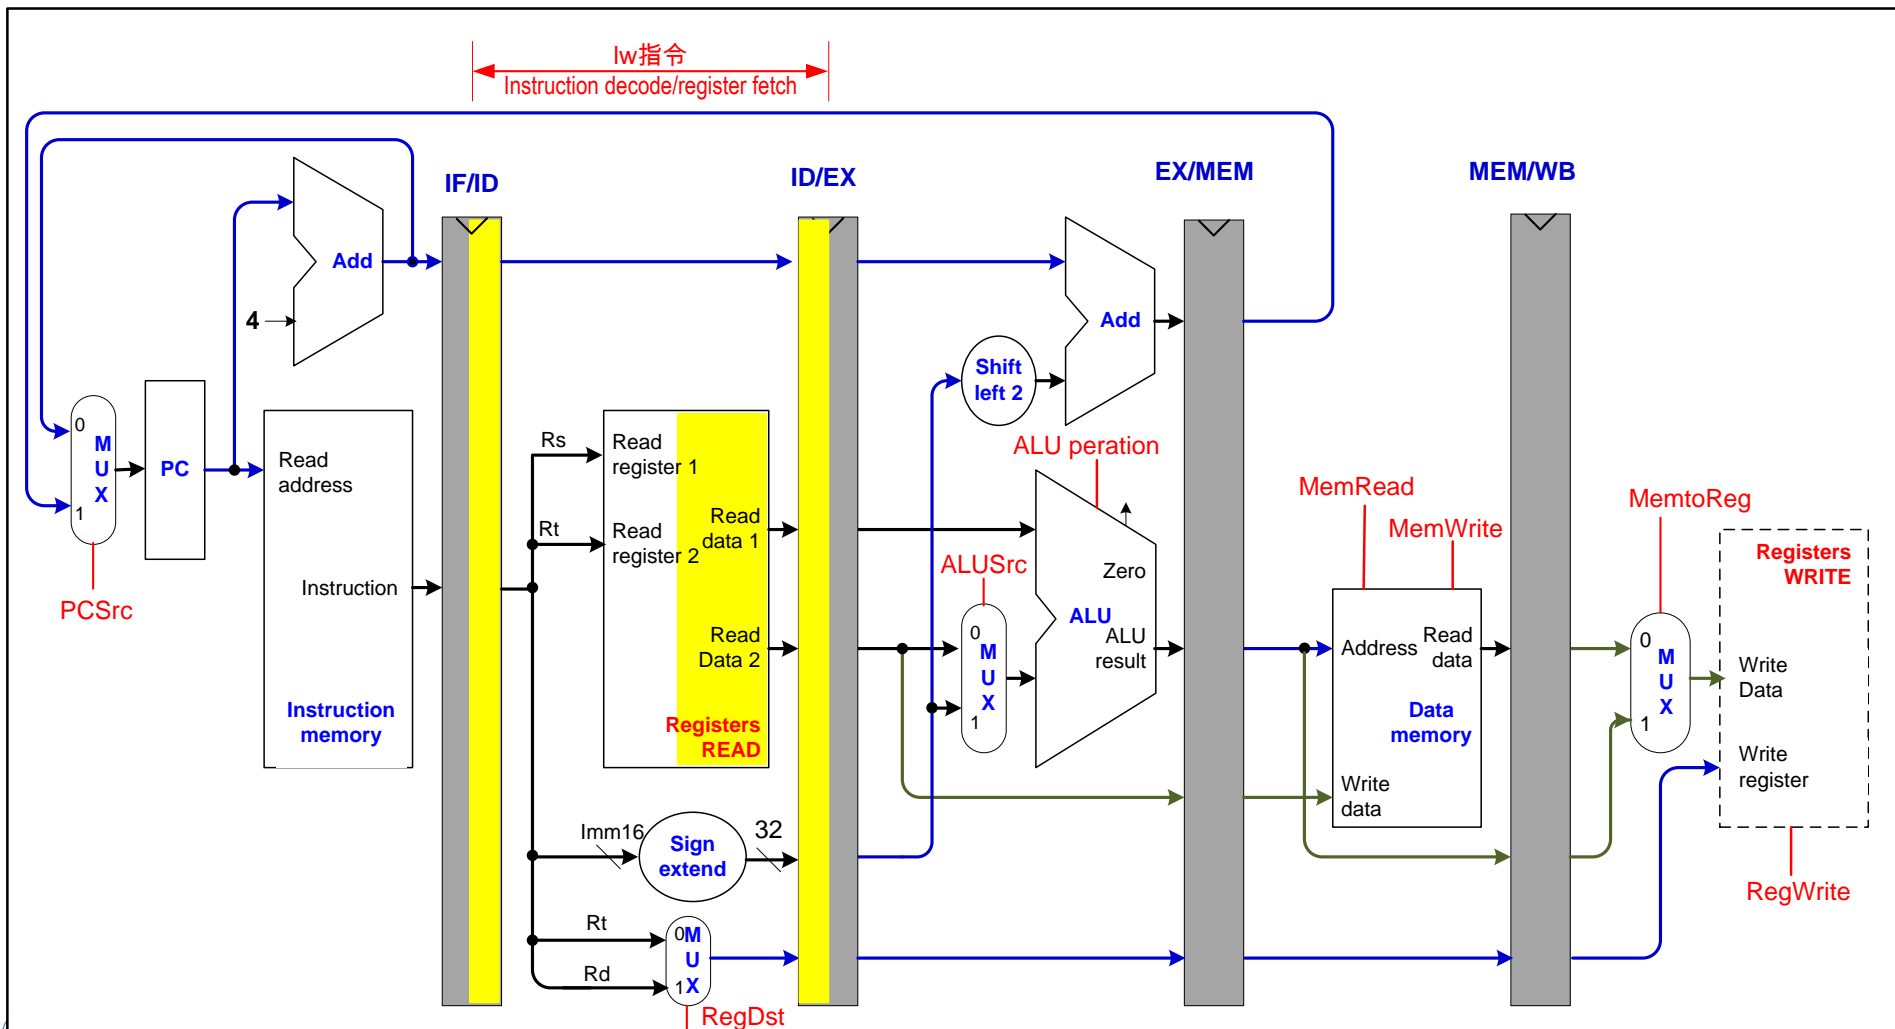 lw指令
Instruction decode/register fetch
IF/ID
ID/EX
EX/MEM
MEM/WB
Add
4
Add
Shift
left 2
0
M
U
X
1
PCSrc
PC
Read
address
Instruction
Instruction
memory
Rs
Rt
Read
register 1
Read
register 2
Read
data 1
Read
Data 2
Registers
READ
Imm16
Sign
extend
32
Rt
Rd
0
M
U
X
1
RegDst
ALU peration
ALUSrc
0
M
U
X
1
Zero
ALU
ALU
result
MemRead
MemWrite
Address
Read
data
Data
memory
Write
data
MemtoReg
0
M
U
X
1
Registers
WRITE
Write
Data
Write
register
RegWrite